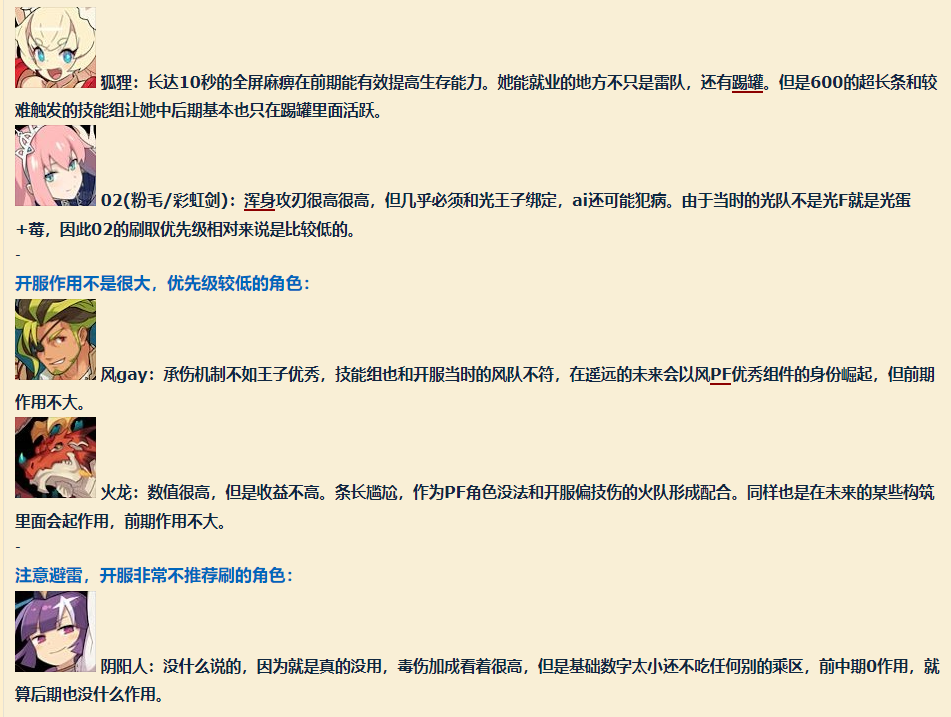 狐狸：长达10秒的全屏麻痹在前期能有效提高生存能力。她能就业的地方不只是雷队，还有踢罐。但是600的超长条和较
难触发的技能组让她中后期基本也只在踢罐里面活跃。
02(粉毛/彩虹剑)：浑身攻刃很高很高，但几乎必须和光王子绑定，ai还可能犯病。由于当时的光队不是光F就是光蛋
+莓，因此02的刷取优先级相对来说是比较低的。
-
开服作用不是很大，优先级较低的角色：
风gay：承伤机制不如王子优秀，技能组也和开服当时的风队不符，在遥远的未来会以风PF优秀组件的身份崛起，但前期
作用不大。
火龙：数值很高，但是收益不高。条长尴尬，作为PF角色没法和开服偏技伤的火队形成配合。同样也是在未来的某些构筑
里面会起作用，前期作用不大。
-
注意避雷，开服非常不推荐刷的角色：
阴阳人：没什么说的，因为就是真的没用，毒伤加成看着很高，但是基础数字太小还不吃任何别的乘区，前中期0作用，就
算后期也没什么作用。